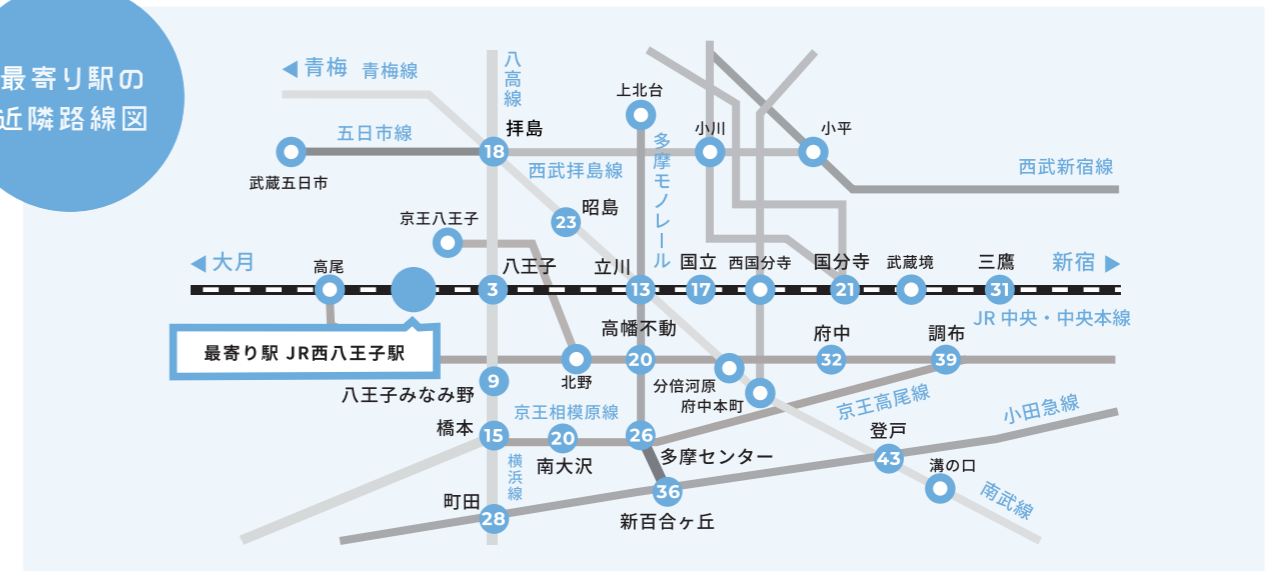 最寄り駅の
近隣路線図
◀青梅 青梅線
八高線
上北台
拝島
18
五日市線
武蔵五日市
西武拝島線
多摩モノレール
小川
小平
西武新宿線
昭島
23
京王八王子
◀大月
高尾
八王子
3
立川
13
国立
17
西国分寺
国分寺
21
武蔵境
三鷹
31
新宿▶
JR 中央・中央本線
最寄り駅 JR西八王子駅
高幡不動
20
北野
分倍河原
府中本町
府中
32
調布
39
八王子みなみ野
9
京王相模原線
京王高尾線
小田急線
橋本
15
20
南大沢
26
多摩センター
登戸
43
溝の口
南武線
横浜線
町田
28
36
新百合ヶ丘